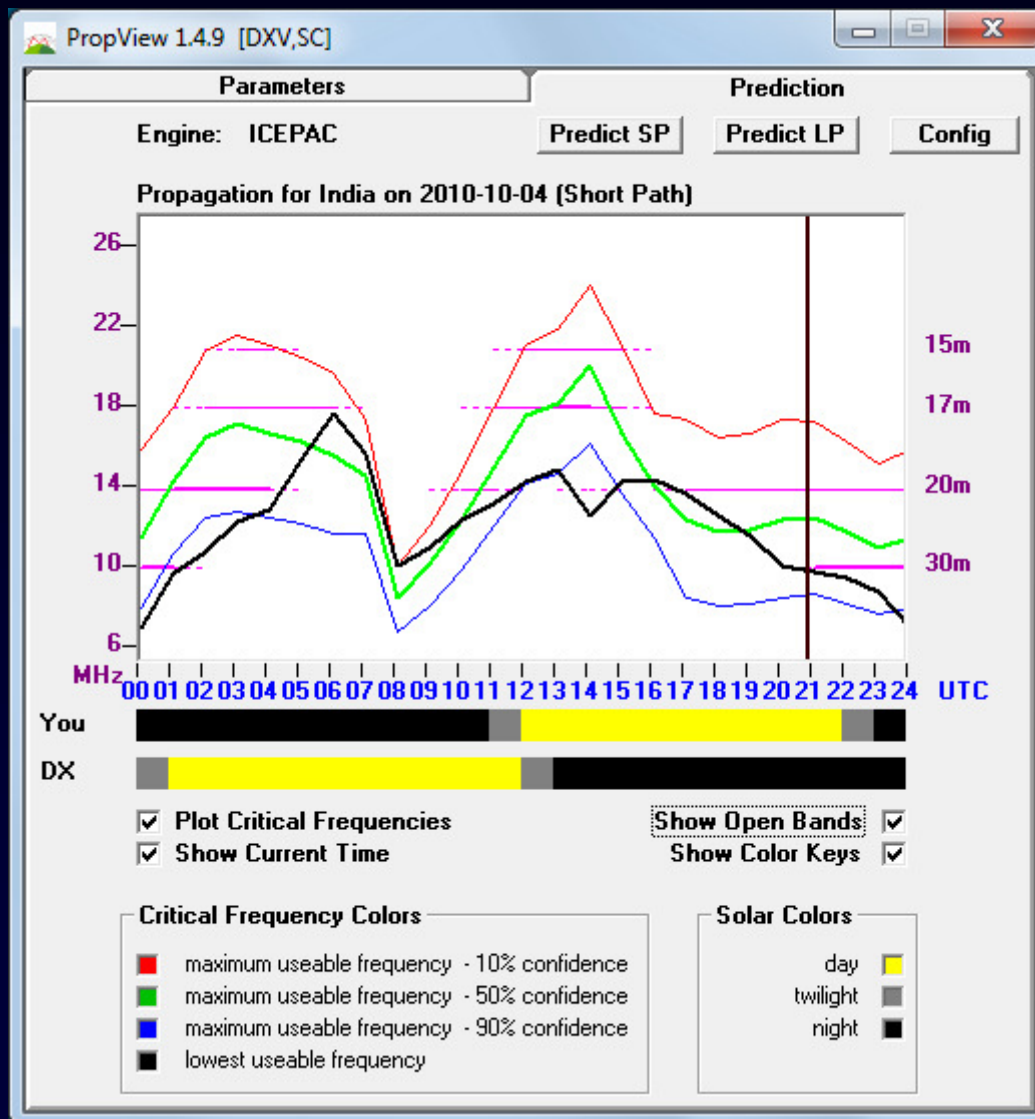 PropView 1.4.9 [DXV,SC]
Parameters
Prediction
Engine: ICEPAC
Predict SP
Predict LP
Config
Propagation for India on 2010-10-04 (Short Path)
26
22
18
14
10
6
MHz
15m
17m
20m
30m
00 01 02 03 04 05 06 07 08 09 10 11 12 13 14 15 16 17 18 19 20 21 22 23 24 UTC
You
DX
Plot Critical Frequencies
Show Open Bands
Show Current Time
Show Color Keys
Critical Frequency Colors
maximum useable frequency - 10% confidence
maximum useable frequency - 50% confidence
maximum useable frequency - 90% confidence
lowest useable frequency
Solar Colors
day
twilight
night